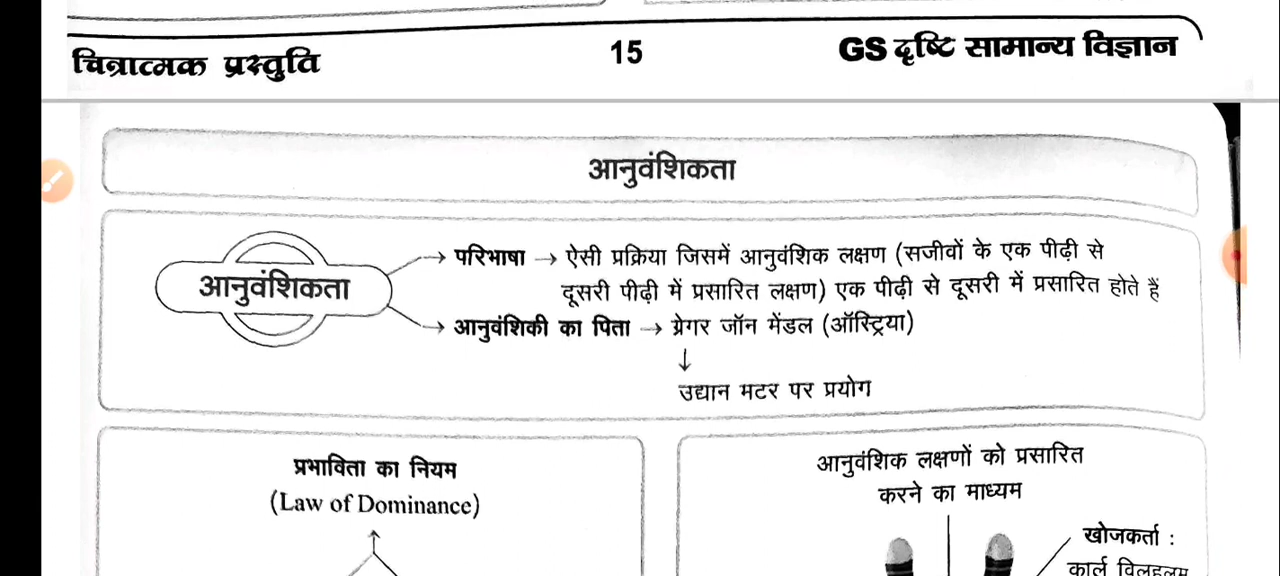 चित्रात्मक प्रस्तुति
15
GS दृष्टि सामान्य विज्ञान
आनुवंशिकता
आनुवंशिकता
→ परिभाषा → ऐसी प्रक्रिया जिसमें आनुवंशिक लक्षण (सजीवों के एक पीढ़ी से
दूसरी पीढ़ी में प्रसारित लक्षण) एक पीढ़ी से दूसरी में प्रसारित होते हैं
→ आनुवंशिकी का पिता → ग्रेगर जॉन मेंडल (ऑस्ट्रिया)
↓
उद्यान मटर पर प्रयोग
प्रभाविता का नियम
(Law of Dominance)
आनुवंशिक लक्षणों को प्रसारित
करने का माध्यम
खोजकर्ता :
कार्ल विलहलम